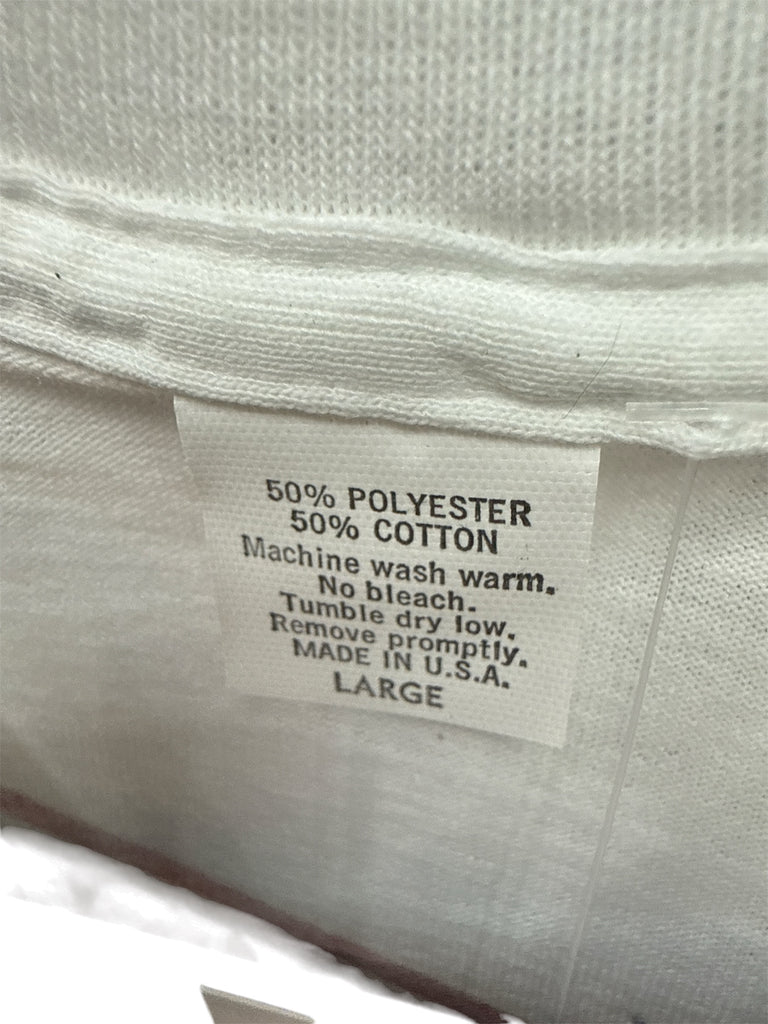 50% POLYESTER
50% COTTON
Machine wash warm.
No bleach.
Tumble dry low.
Remove promptly.
MADE IN U.S.A.
LARGE